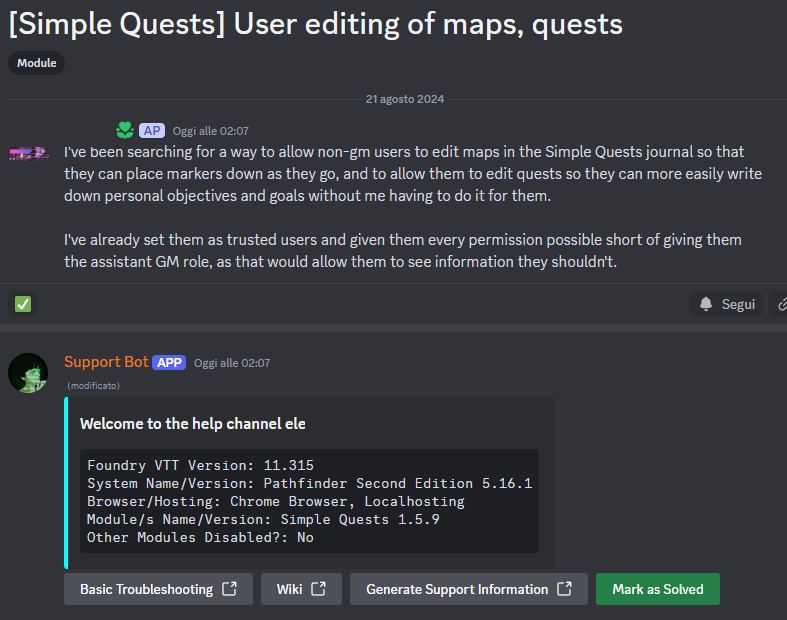 [Simple Quests] User editing of maps, quests
Module
21 agosto 2024
AP Oggi alle 02:07
I've been searching for a way to allow non-gm users to edit maps in the Simple Quests journal so that
they can place markers down as they go, and to allow them to edit quests so they can more easily write
down personal objectives and goals without me having to do it for them.
I've already set them as trusted users and given them every permission possible short of giving them
the assistant GM role, as that would allow them to see information they shouldn't.
Segui
Support Bot APP Oggi alle 02:07
(modificato)
Welcome to the help channel ele
Foundry VTT Version: 11.315
System Name/Version: Pathfinder Second Edition 5.16.1
Browser/Hosting: Chrome Browser, Localhosting
Module/s Name/Version: Simple Quests 1.5.9
Other Modules Disabled?: No
Basic Troubleshooting Wiki Generate Support Information Mark as Solved